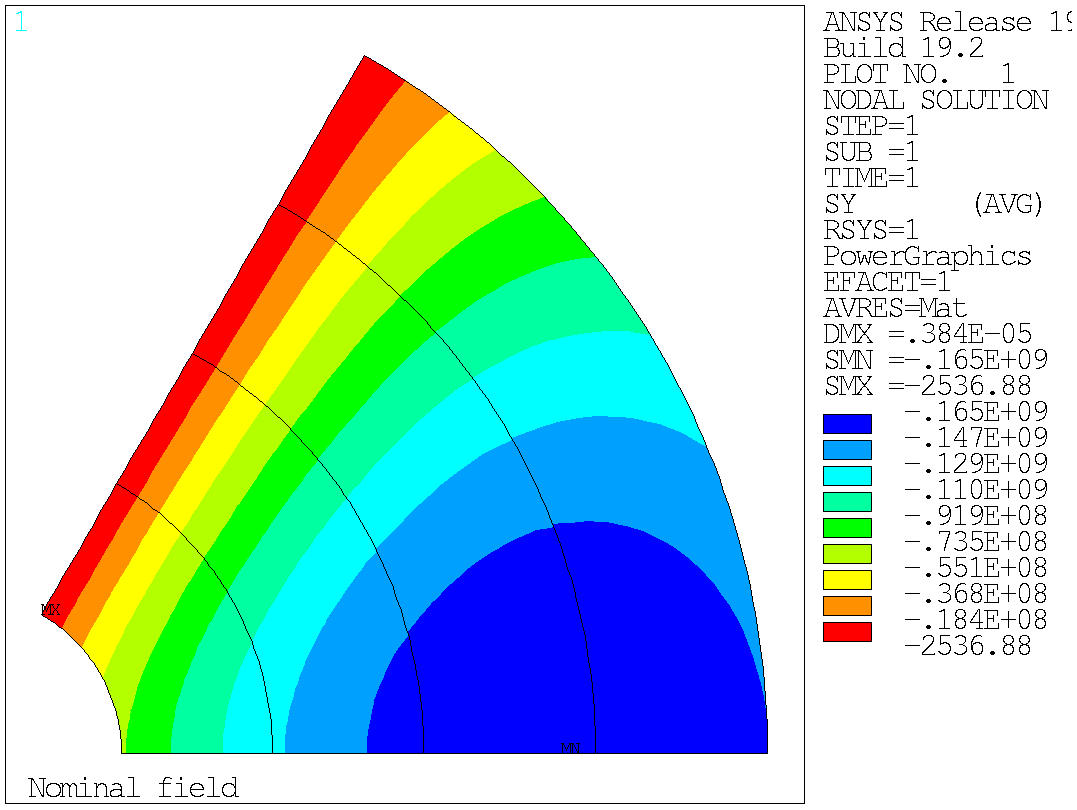 1
ANSYS Release 19
Build 19.2
PLOT NO. 1
NODAL SOLUTION
STEP=1
SUB =1
TIME=1
SY (AVG)
RSYS=1
PowerGraphics
EFACET=1
AVRES=Mat
DMX =.384E-05
SMN =-.165E+09
SMX =-2536.88
-.165E+09
-.147E+09
-.129E+09
-.110E+09
-.919E+08
-.735E+08
-.551E+08
-.368E+08
-.184E+08
-2536.88
MX
MN
Nominal field